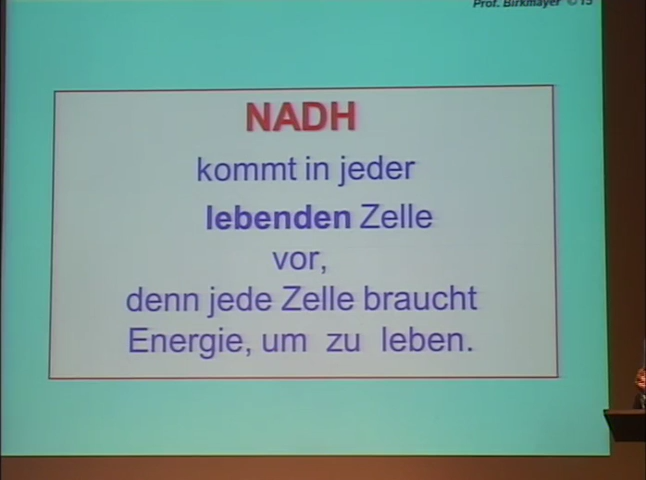 Prof. Birkmayer © 15
NADH
kommt in jeder
lebenden Zelle
vor,
denn jede Zelle braucht
Energie, um zu leben.